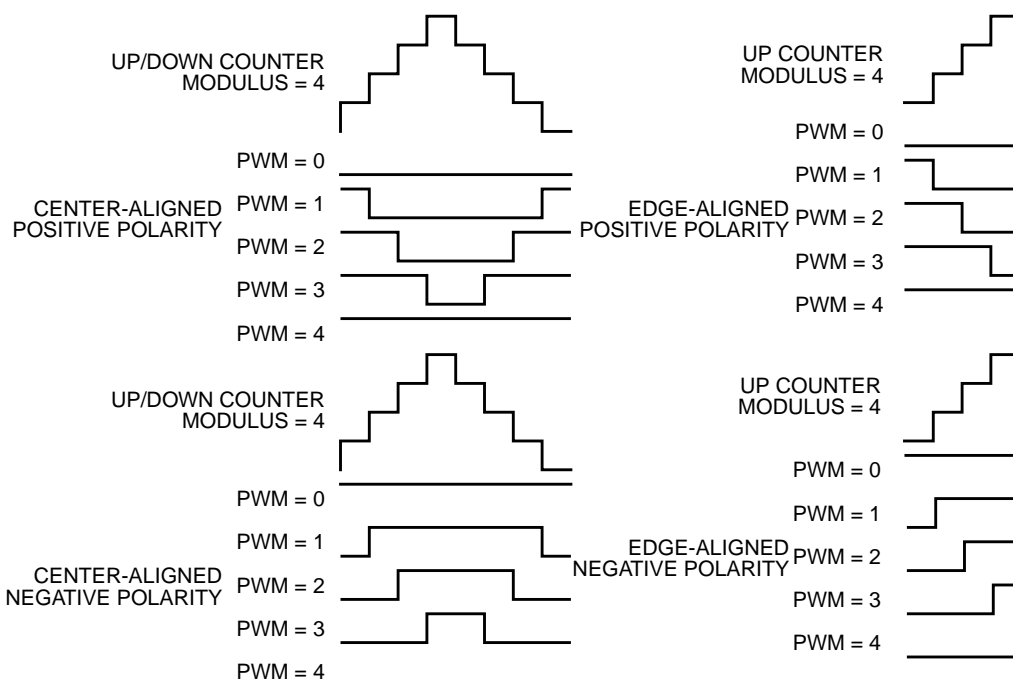 UP/DOWN COUNTER
MODULUS = 4
PWM = 0
CENTER-ALIGNED
POSITIVE POLARITY
PWM = 1
PWM = 2
PWM = 3
PWM = 4
UP COUNTER
MODULUS = 4
PWM = 0
PWM = 1
EDGE-ALIGNED
POSITIVE POLARITY
PWM = 2
PWM = 3
PWM = 4
UP/DOWN COUNTER
MODULUS = 4
PWM = 0
PWM = 1
CENTER-ALIGNED
NEGATIVE POLARITY
PWM = 2
PWM = 3
PWM = 4
UP COUNTER
MODULUS = 4
PWM = 0
PWM = 1
EDGE-ALIGNED
NEGATIVE POLARITY
PWM = 2
PWM = 3
PWM = 4